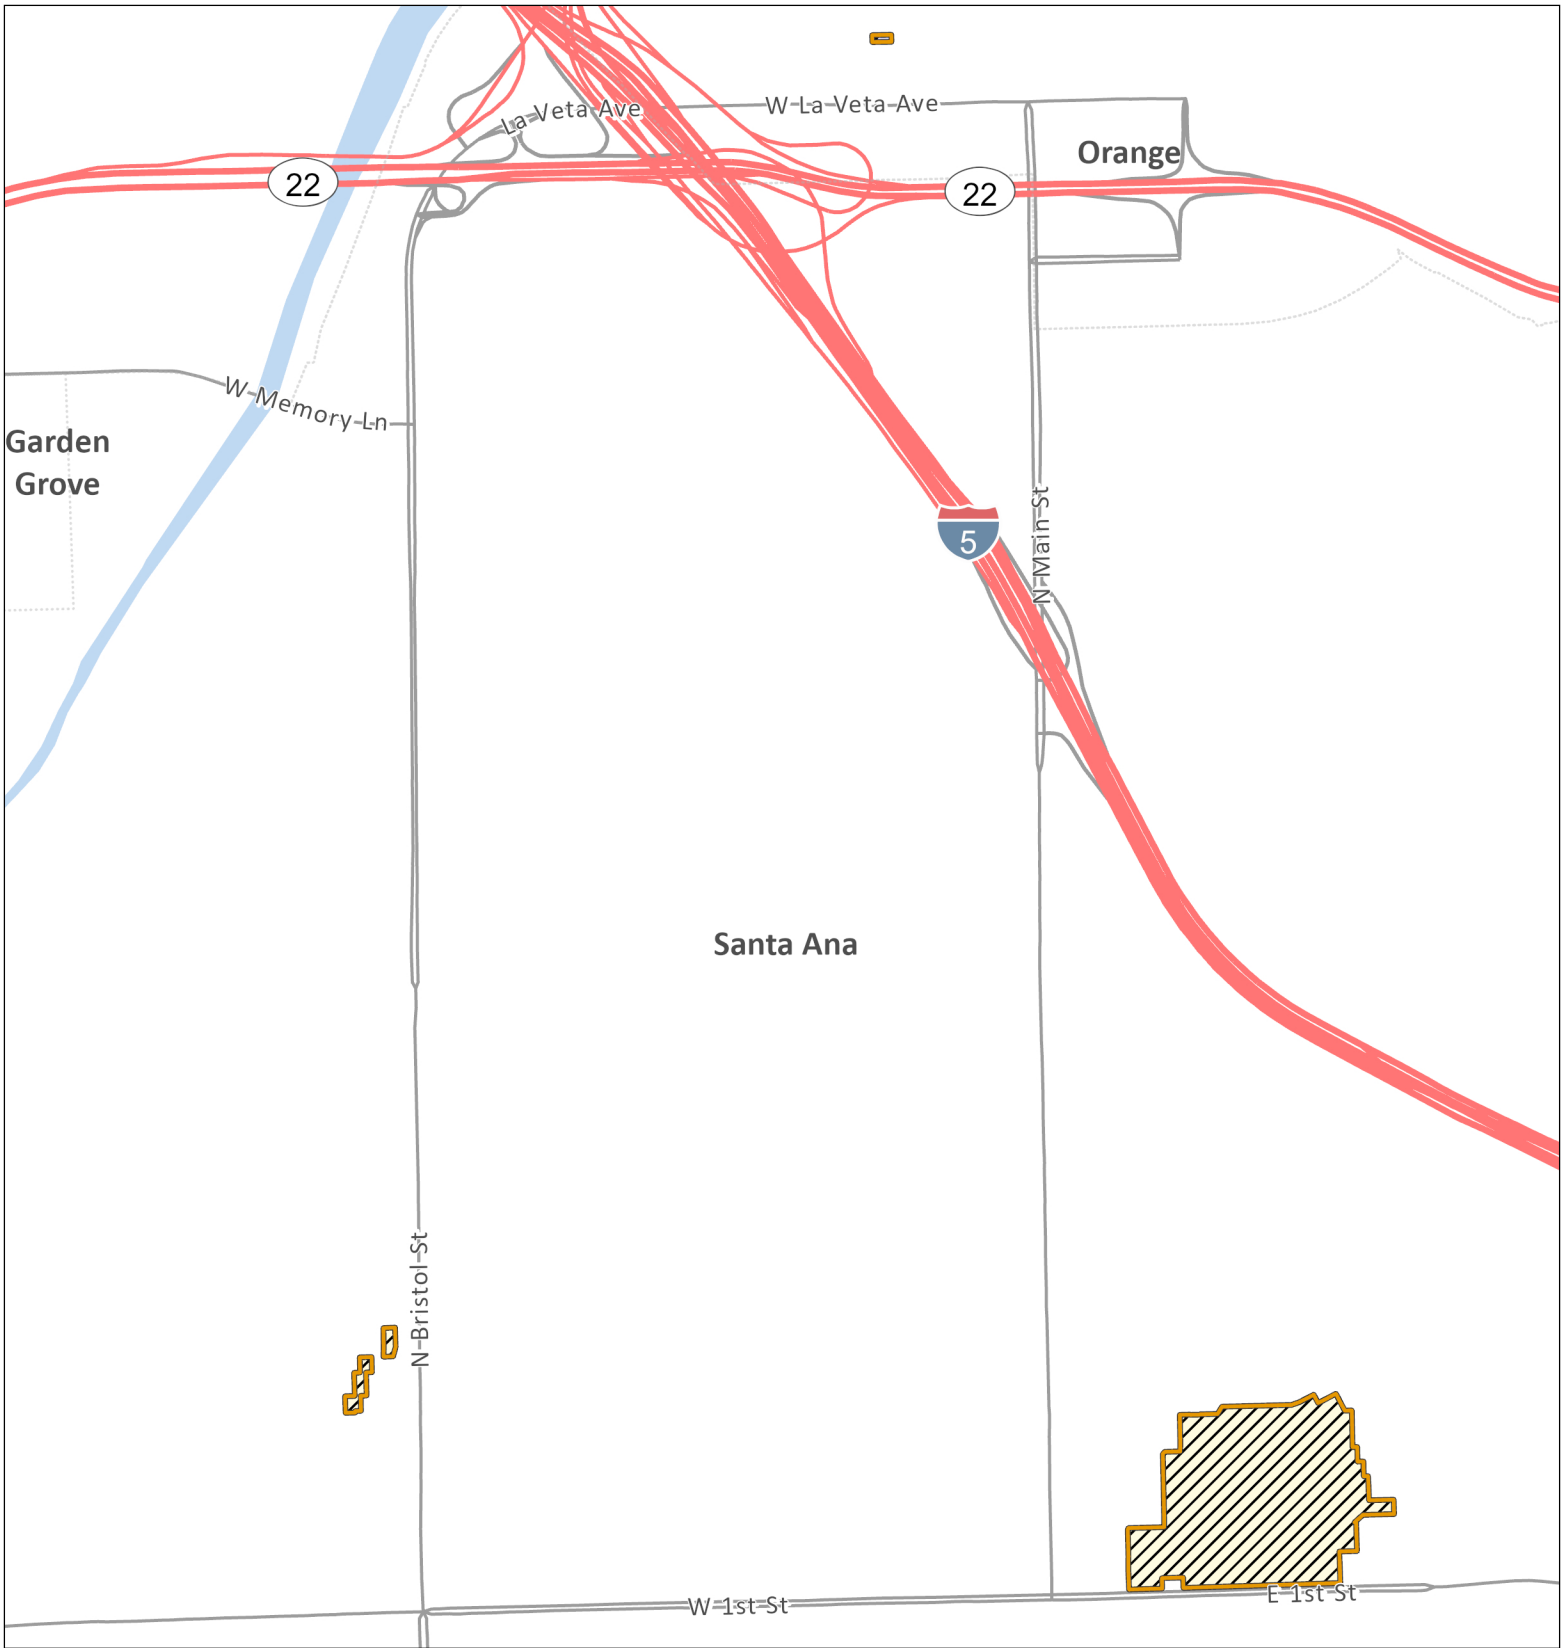 La Veta Ave
W La Veta Ave
Orange
22
22
W Memory Ln
Garden
Grove
5
N Main St
Santa Ana
N Bristol St
E 1st St
W 1st St